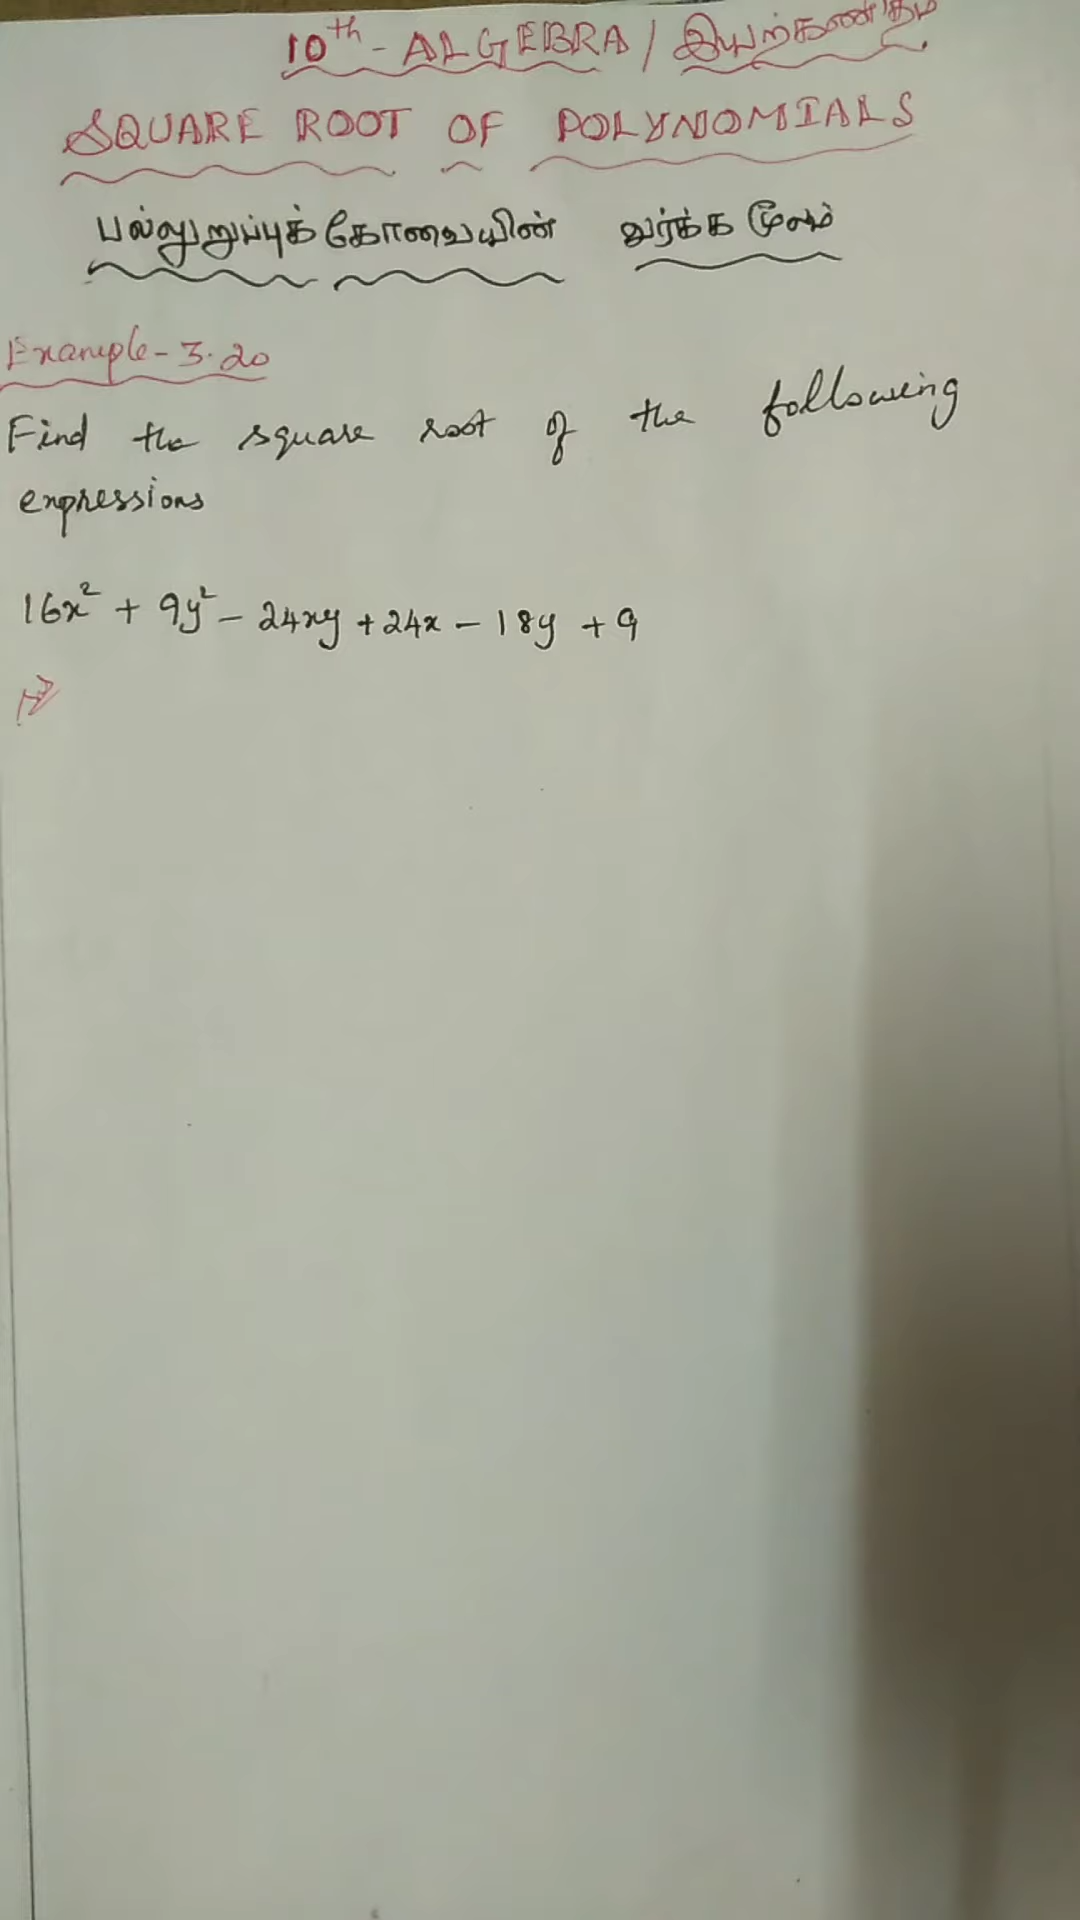 10th - ALGEBRA / இயற்கணிதம்
SQUARE ROOT OF POLYNOMIALS
பல்லுறுப்புக்கோவையின் வர்க்க மூலம்
Example - 3.20
Find the square root of the following
expressions
16x² + 9y² - 24xy + 24x - 18y + 9